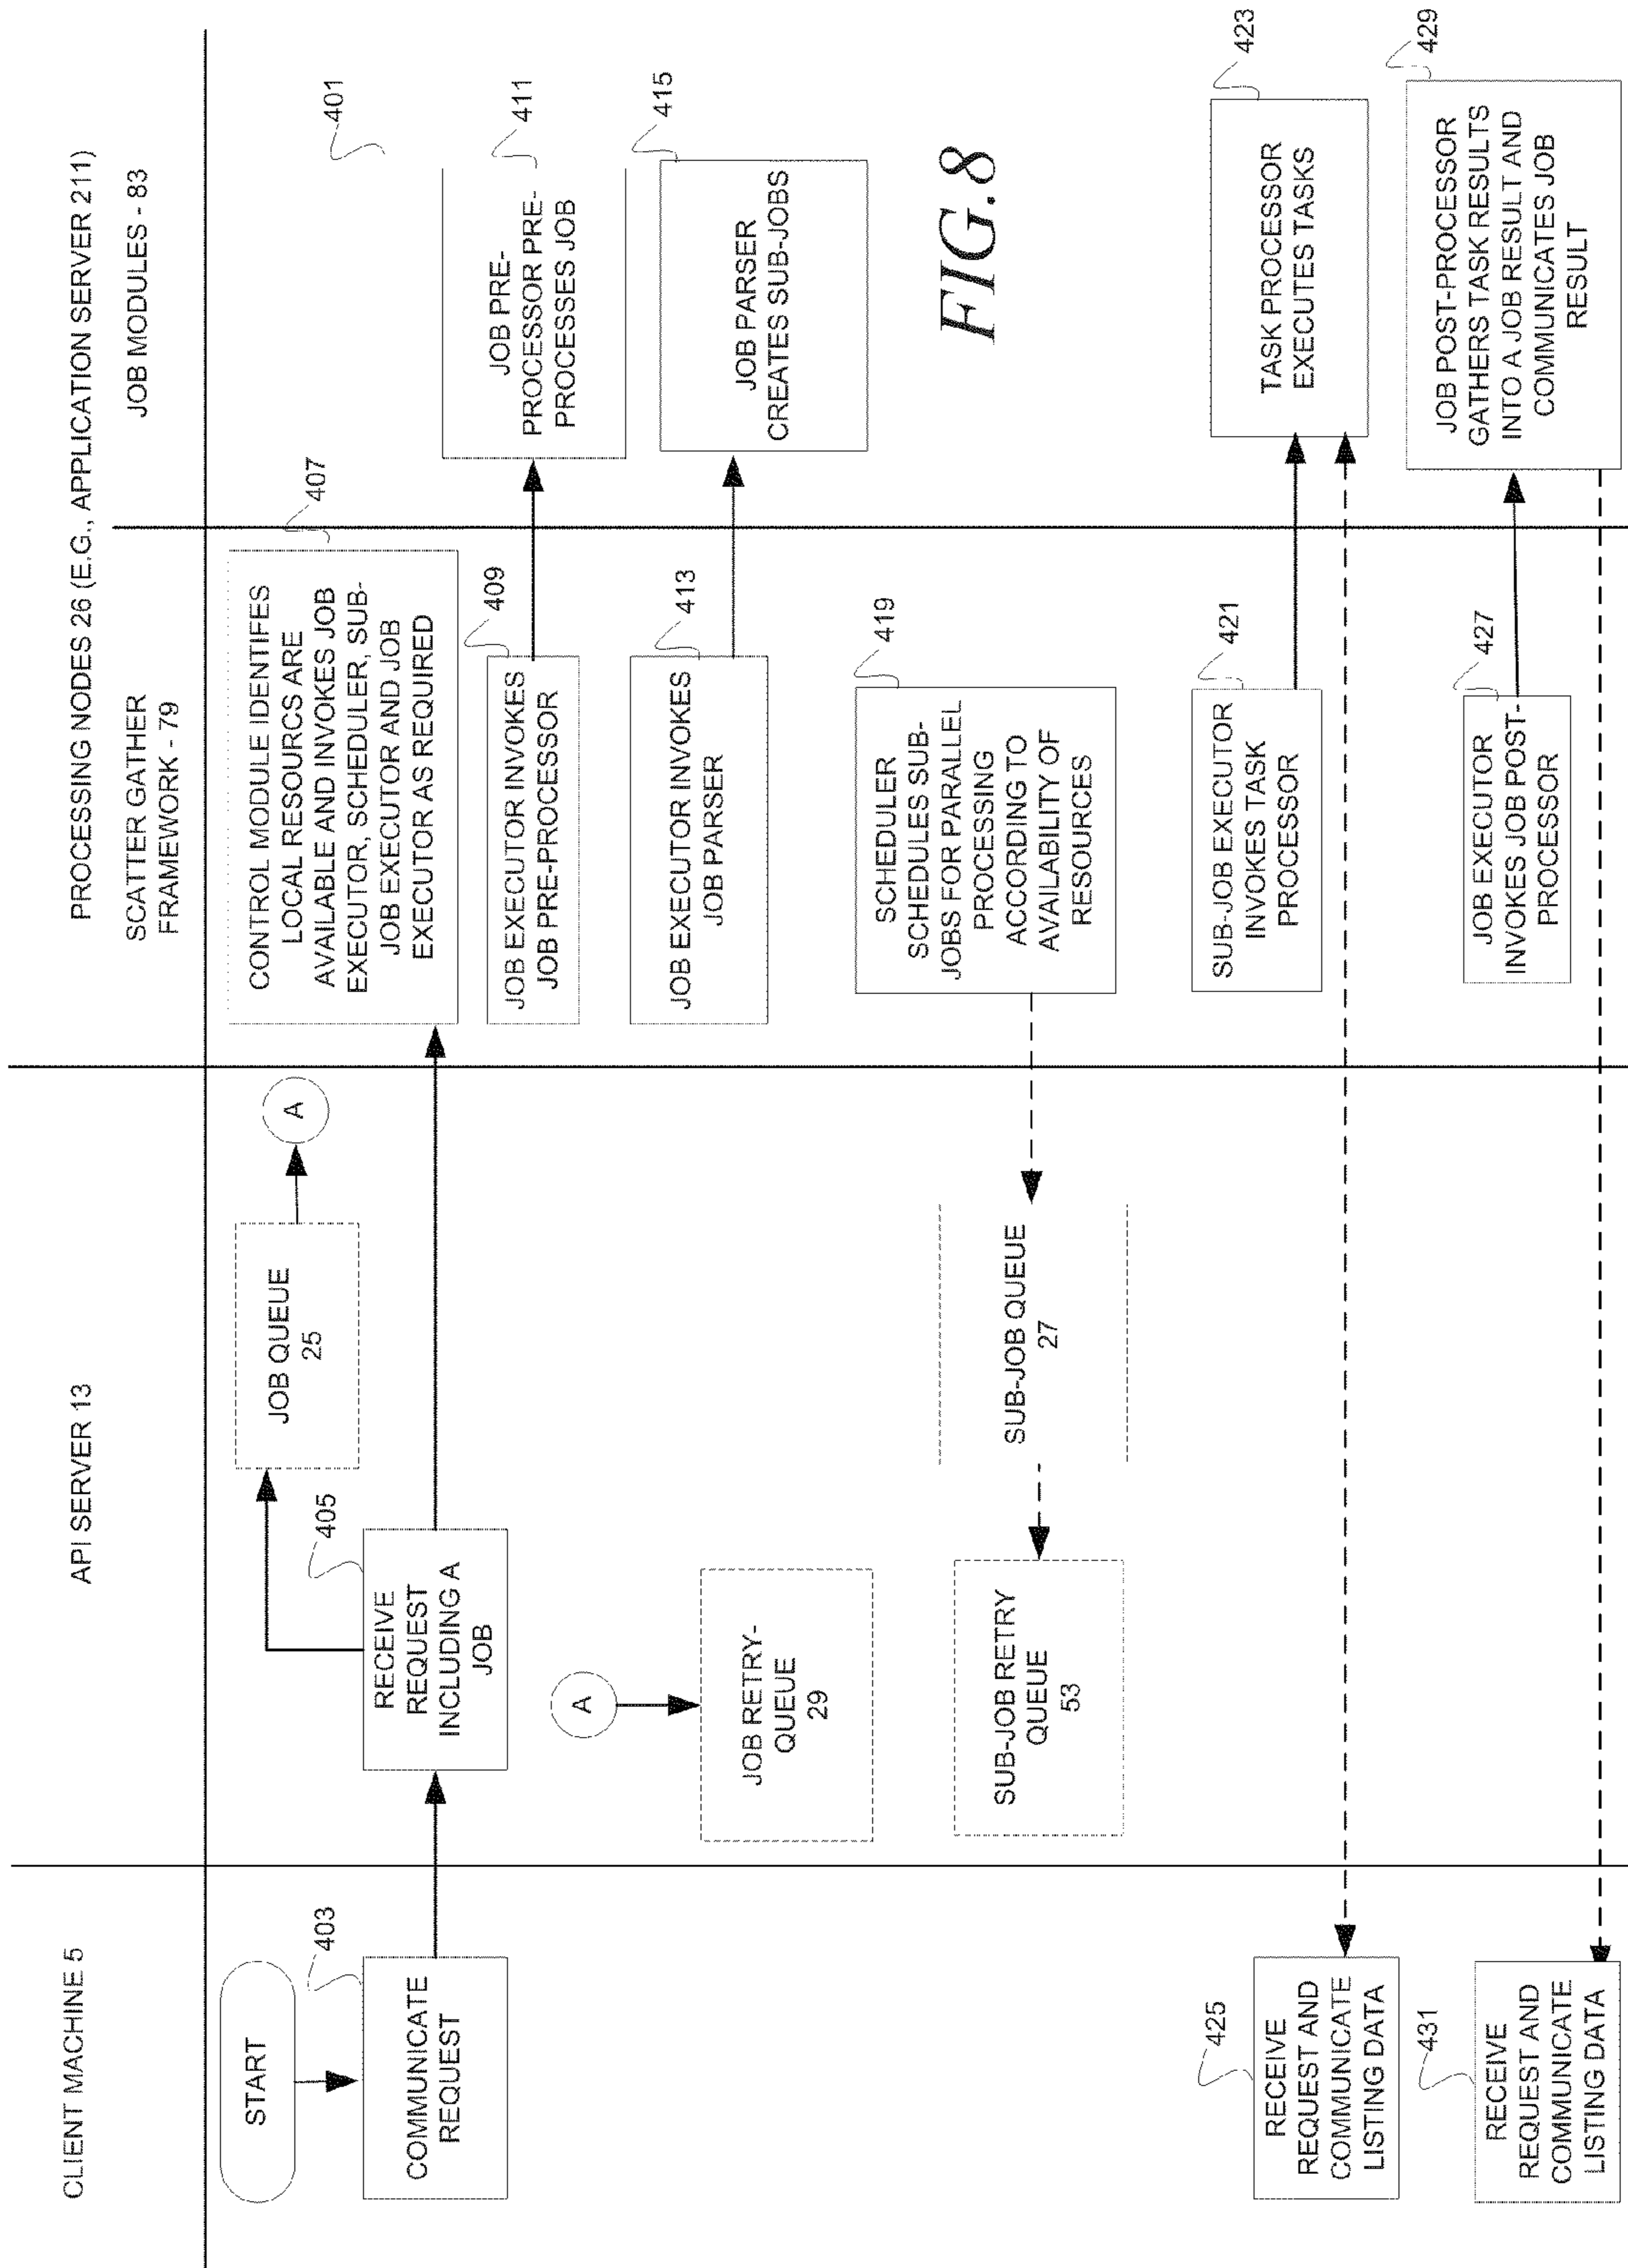 PROCESSING NODES 26 (E.G., APPLICATION SERVER 211)
CLIENT MACHINE 5
API SERVER 13
SCATTER GATHER
FRAMEWORK - 79
JOB MODULES - 83
401
START
403
COMMUNICATE
REQUEST
405
RECEIVE
REQUEST
INCLUDING A
JOB
JOB QUEUE
25
A
407
CONTROL MODULE IDENTIFES
LOCAL RESOURCS ARE
AVAILABLE AND INVOKES JOB
EXECUTOR, SCHEDULER, SUB-
JOB EXECUTOR AND JOB
EXECUTOR AS REQUIRED
409
JOB EXECUTOR INVOKES
JOB PRE-PROCESSOR
411
JOB PRE-
PROCESSOR PRE-
PROCESSES JOB
A
JOB RETRY-
QUEUE
29
413
JOB EXECUTOR INVOKES
JOB PARSER
415
JOB PARSER
CREATES SUB-JOBS
419
SCHEDULER
SCHEDULES SUB-
JOBS FOR PARALLEL
PROCESSING
ACCORDING TO
AVAILABILITY OF
RESOURCES
SUB-JOB QUEUE
27
SUB-JOB RETRY
QUEUE
53
FIG.8
421
SUB-JOB EXECUTOR
INVOKES TASK
PROCESSOR
423
TASK PROCESSOR
EXECUTES TASKS
425
RECEIVE
REQUEST AND
COMMUNICATE
LISTING DATA
427
JOB EXECUTOR
INVOKES JOB POST-
PROCESSOR
429
JOB POST-PROCESSOR
GATHERS TASK RESULTS
INTO A JOB RESULT AND
COMMUNICATES JOB
RESULT
431
RECEIVE
REQUEST AND
COMMUNICATE
LISTING DATA